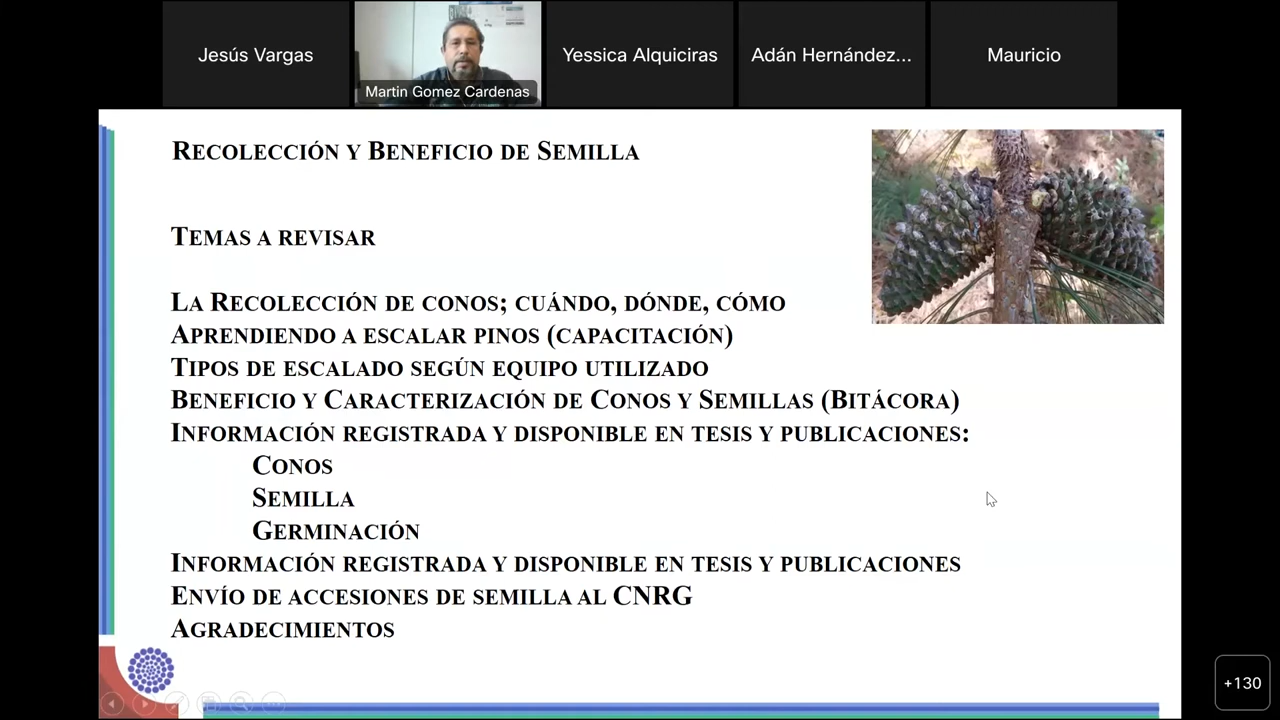 Jesús Vargas
Martin Gomez Cardenas
Yessica Alquiciras
Adán Hernández...
Mauricio
RECOLECCIÓN Y BENEFICIO DE SEMILLA
TEMAS A REVISAR
LA RECOLECCIÓN DE CONOS; CUÁNDO, DÓNDE, CÓMO
APRENDIENDO A ESCALAR PINOS (CAPACITACIÓN)
TIPOS DE ESCALADO SEGÚN EQUIPO UTILIZADO
BENEFICIO Y CARACTERIZACIÓN DE CONOS Y SEMILLAS (BITÁCORA)
INFORMACIÓN REGISTRADA Y DISPONIBLE EN TESIS Y PUBLICACIONES:
CONOS
SEMILLA
GERMINACIÓN
INFORMACIÓN REGISTRADA Y DISPONIBLE EN TESIS Y PUBLICACIONES
ENVÍO DE ACCESIONES DE SEMILLA AL CNRG
AGRADECIMIENTOS
+130